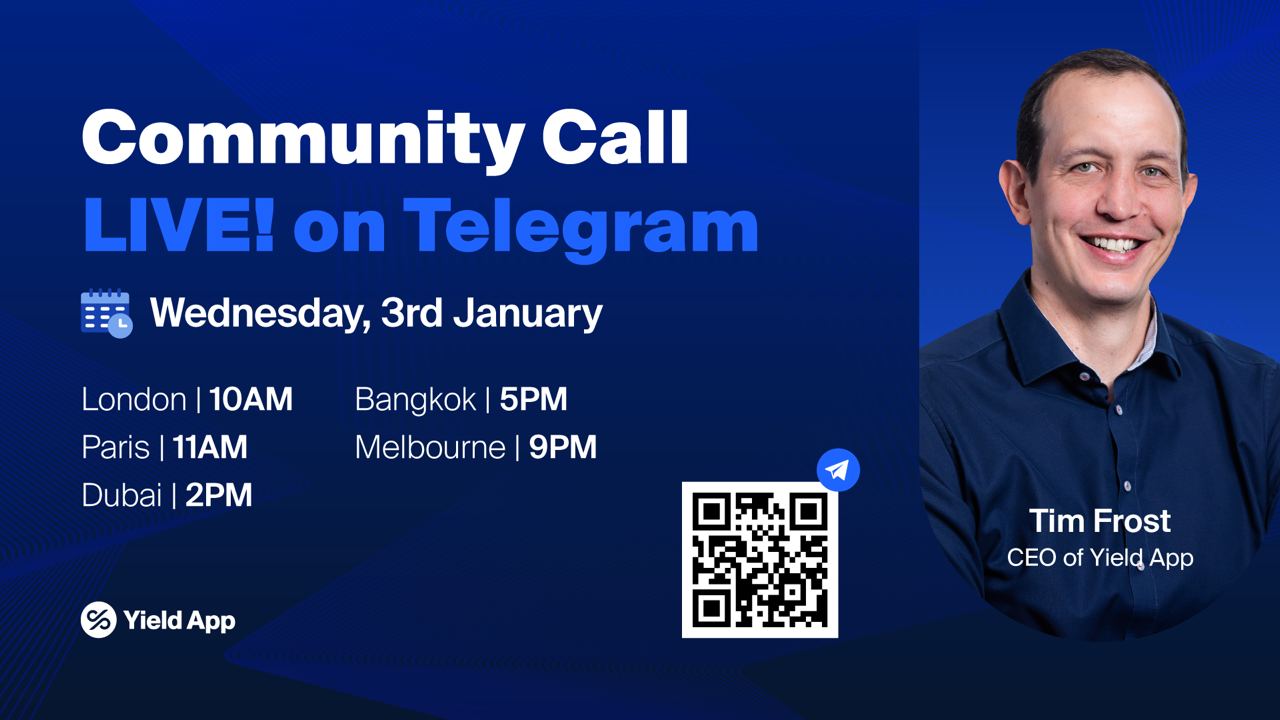 Community Call
LIVE! on Telegram
Wednesday, 3rd January
London | 10AM
Paris | 11AM
Dubai | 2PM
Bangkok | 5PM
Melbourne | 9PM
Yield App
Tim Frost
CEO of Yield App